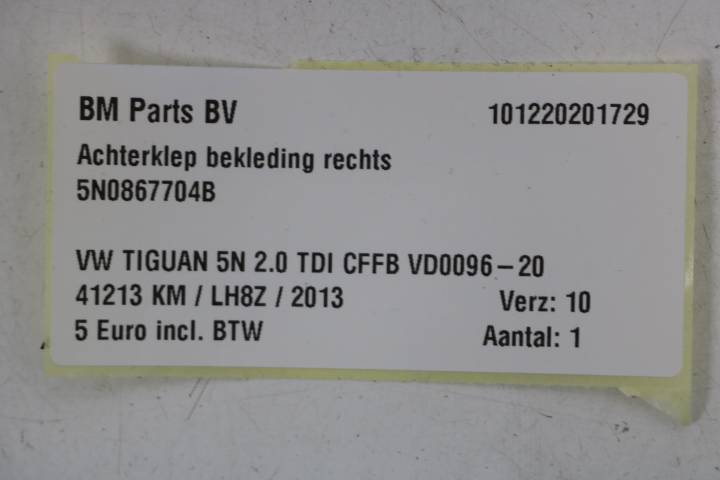 BM Parts BV 101220201729
Achterklep bekleding rechts
5N0867704B
VW TIGUAN 5N 2.0 TDI CFFB VD0096-20
41213 KM / LH8Z / 2013 Verz: 10
5 Euro incl. BTW Aantal: 1